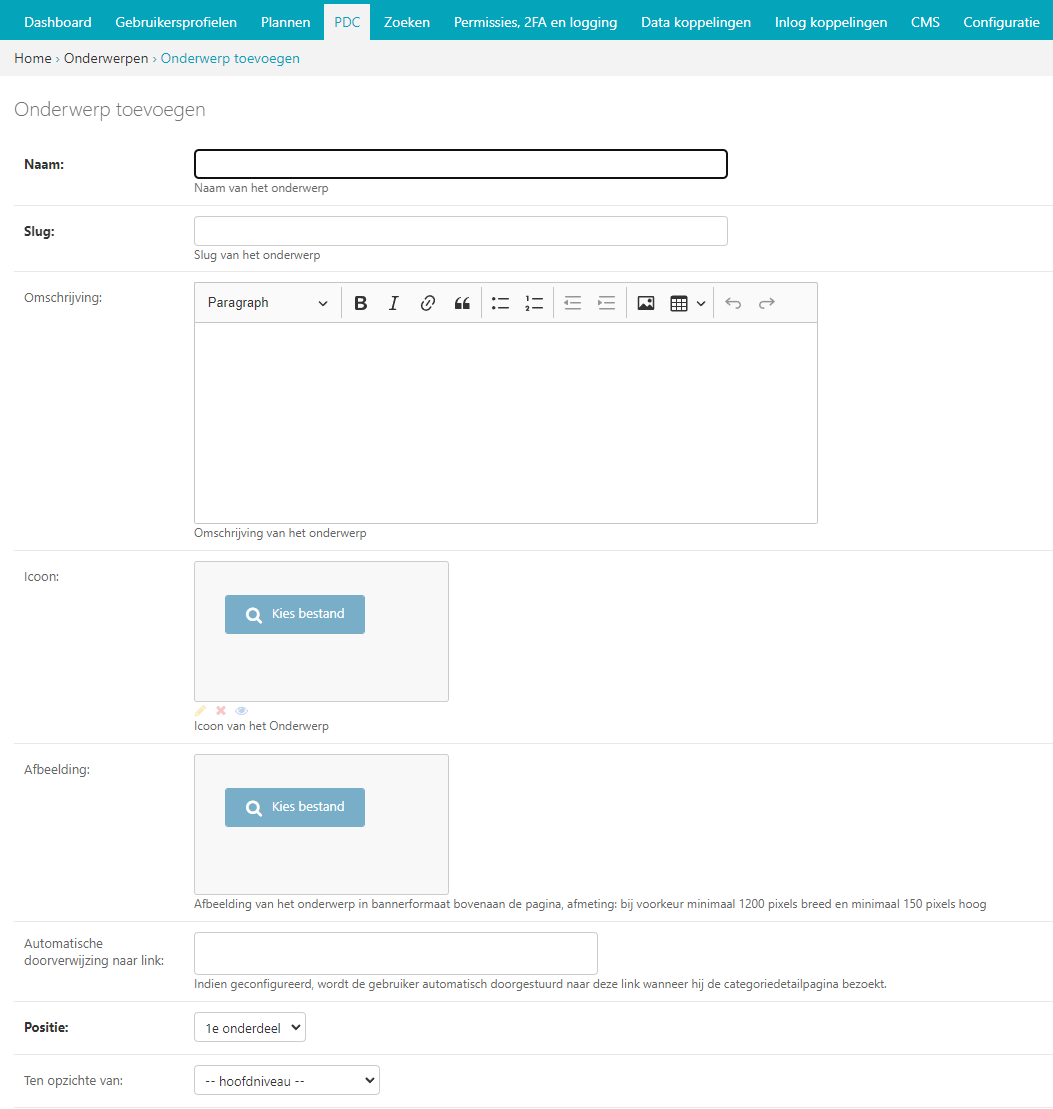 Dashboard Gebruikersprofielen Plannen PDC Zoeken Permissies, 2FA en logging Data koppelingen Inlog koppelingen CMS Configuratie
Home › Onderwerpen › Onderwerp toevoegen
Onderwerp toevoegen
Naam:
Naam van het onderwerp
Slug:
Slug van het onderwerp
Omschrijving:
Paragraph
Omschrijving van het onderwerp
Icoon:
Kies bestand
Icoon van het Onderwerp
Afbeelding:
Kies bestand
Afbeelding van het onderwerp in bannerformaat bovenaan de pagina, afmeting: bij voorkeur minimaal 1200 pixels breed en minimaal 150 pixels hoog
Automatische
doorverwijzing naar link:
Indien geconfigureerd, wordt de gebruiker automatisch doorgestuurd naar deze link wanneer hij de categoriedetailpagina bezoekt.
Positie: 1e onderdeel
Ten opzichte van: -- hoofdniveau --